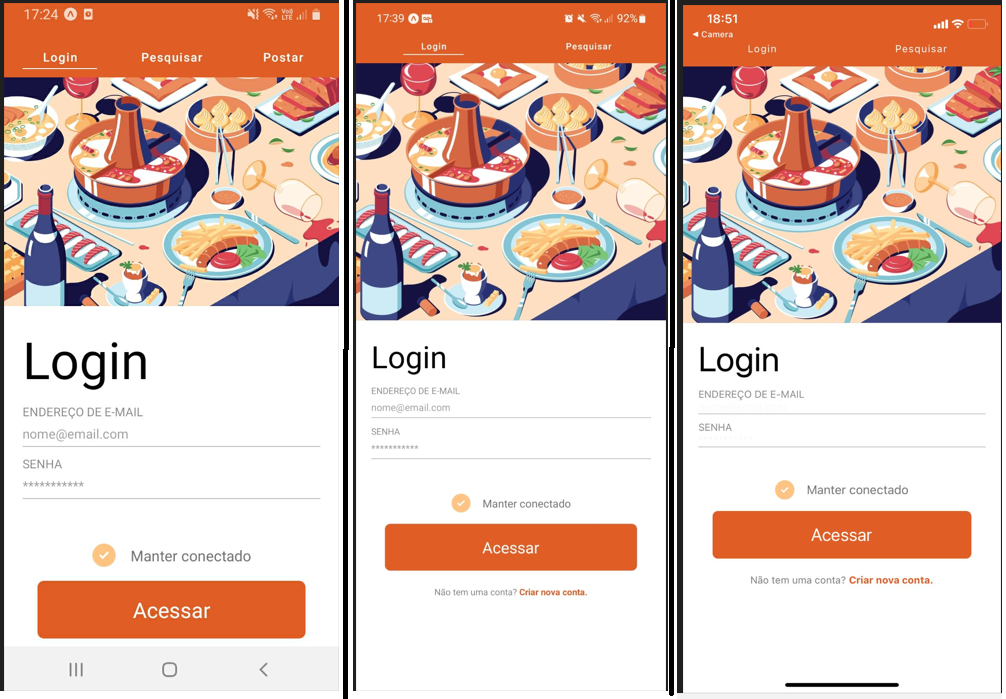 17:24
VoD
LTE
Login Pesquisar Postar
Login
ENDEREÇO DE E-MAIL
nome@email.com
SENHA
***********
Manter conectado
Acessar
17:39
92%
Login Pesquisar
Login
ENDEREÇO DE E-MAIL
nome@email.com
SENHA
***********
Manter conectado
Acessar
Não tem uma conta? Criar nova conta.
18:51
Camera
Login Pesquisar
Login
ENDEREÇO DE E-MAIL
SENHA
Manter conectado
Acessar
Não tem uma conta? Criar nova conta.